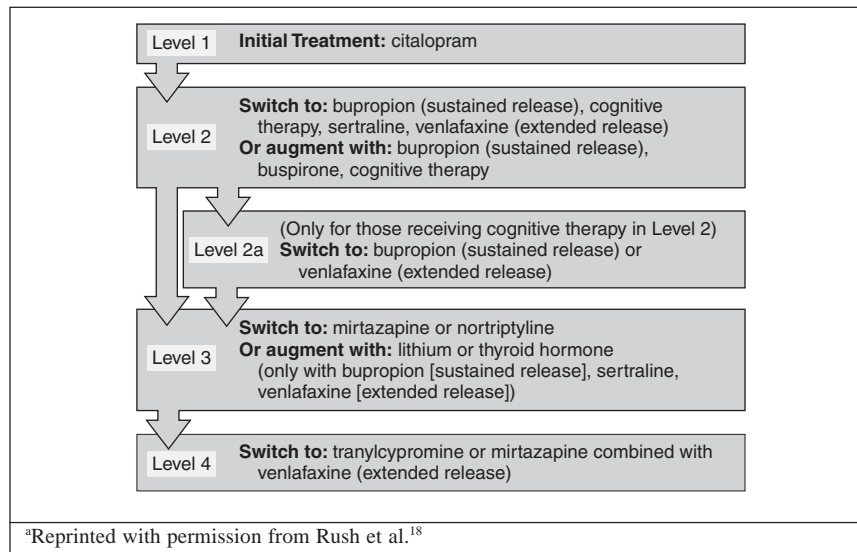 Level 1
Initial Treatment: citalopram
Level 2
Switch to: bupropion (sustained release), cognitive
therapy, sertraline, venlafaxine (extended release)
Or augment with: bupropion (sustained release),
buspirone, cognitive therapy
Level 2a
(Only for those receiving cognitive therapy in Level 2)
Switch to: bupropion (sustained release) or
venlafaxine (extended release)
Level 3
Switch to: mirtazapine or nortriptyline
Or augment with: lithium or thyroid hormone
(only with bupropion [sustained release], sertraline,
venlafaxine [extended release])
Level 4
Switch to: tranylcypromine or mirtazapine combined with
venlafaxine (extended release)
aReprinted with permission from Rush et al.18